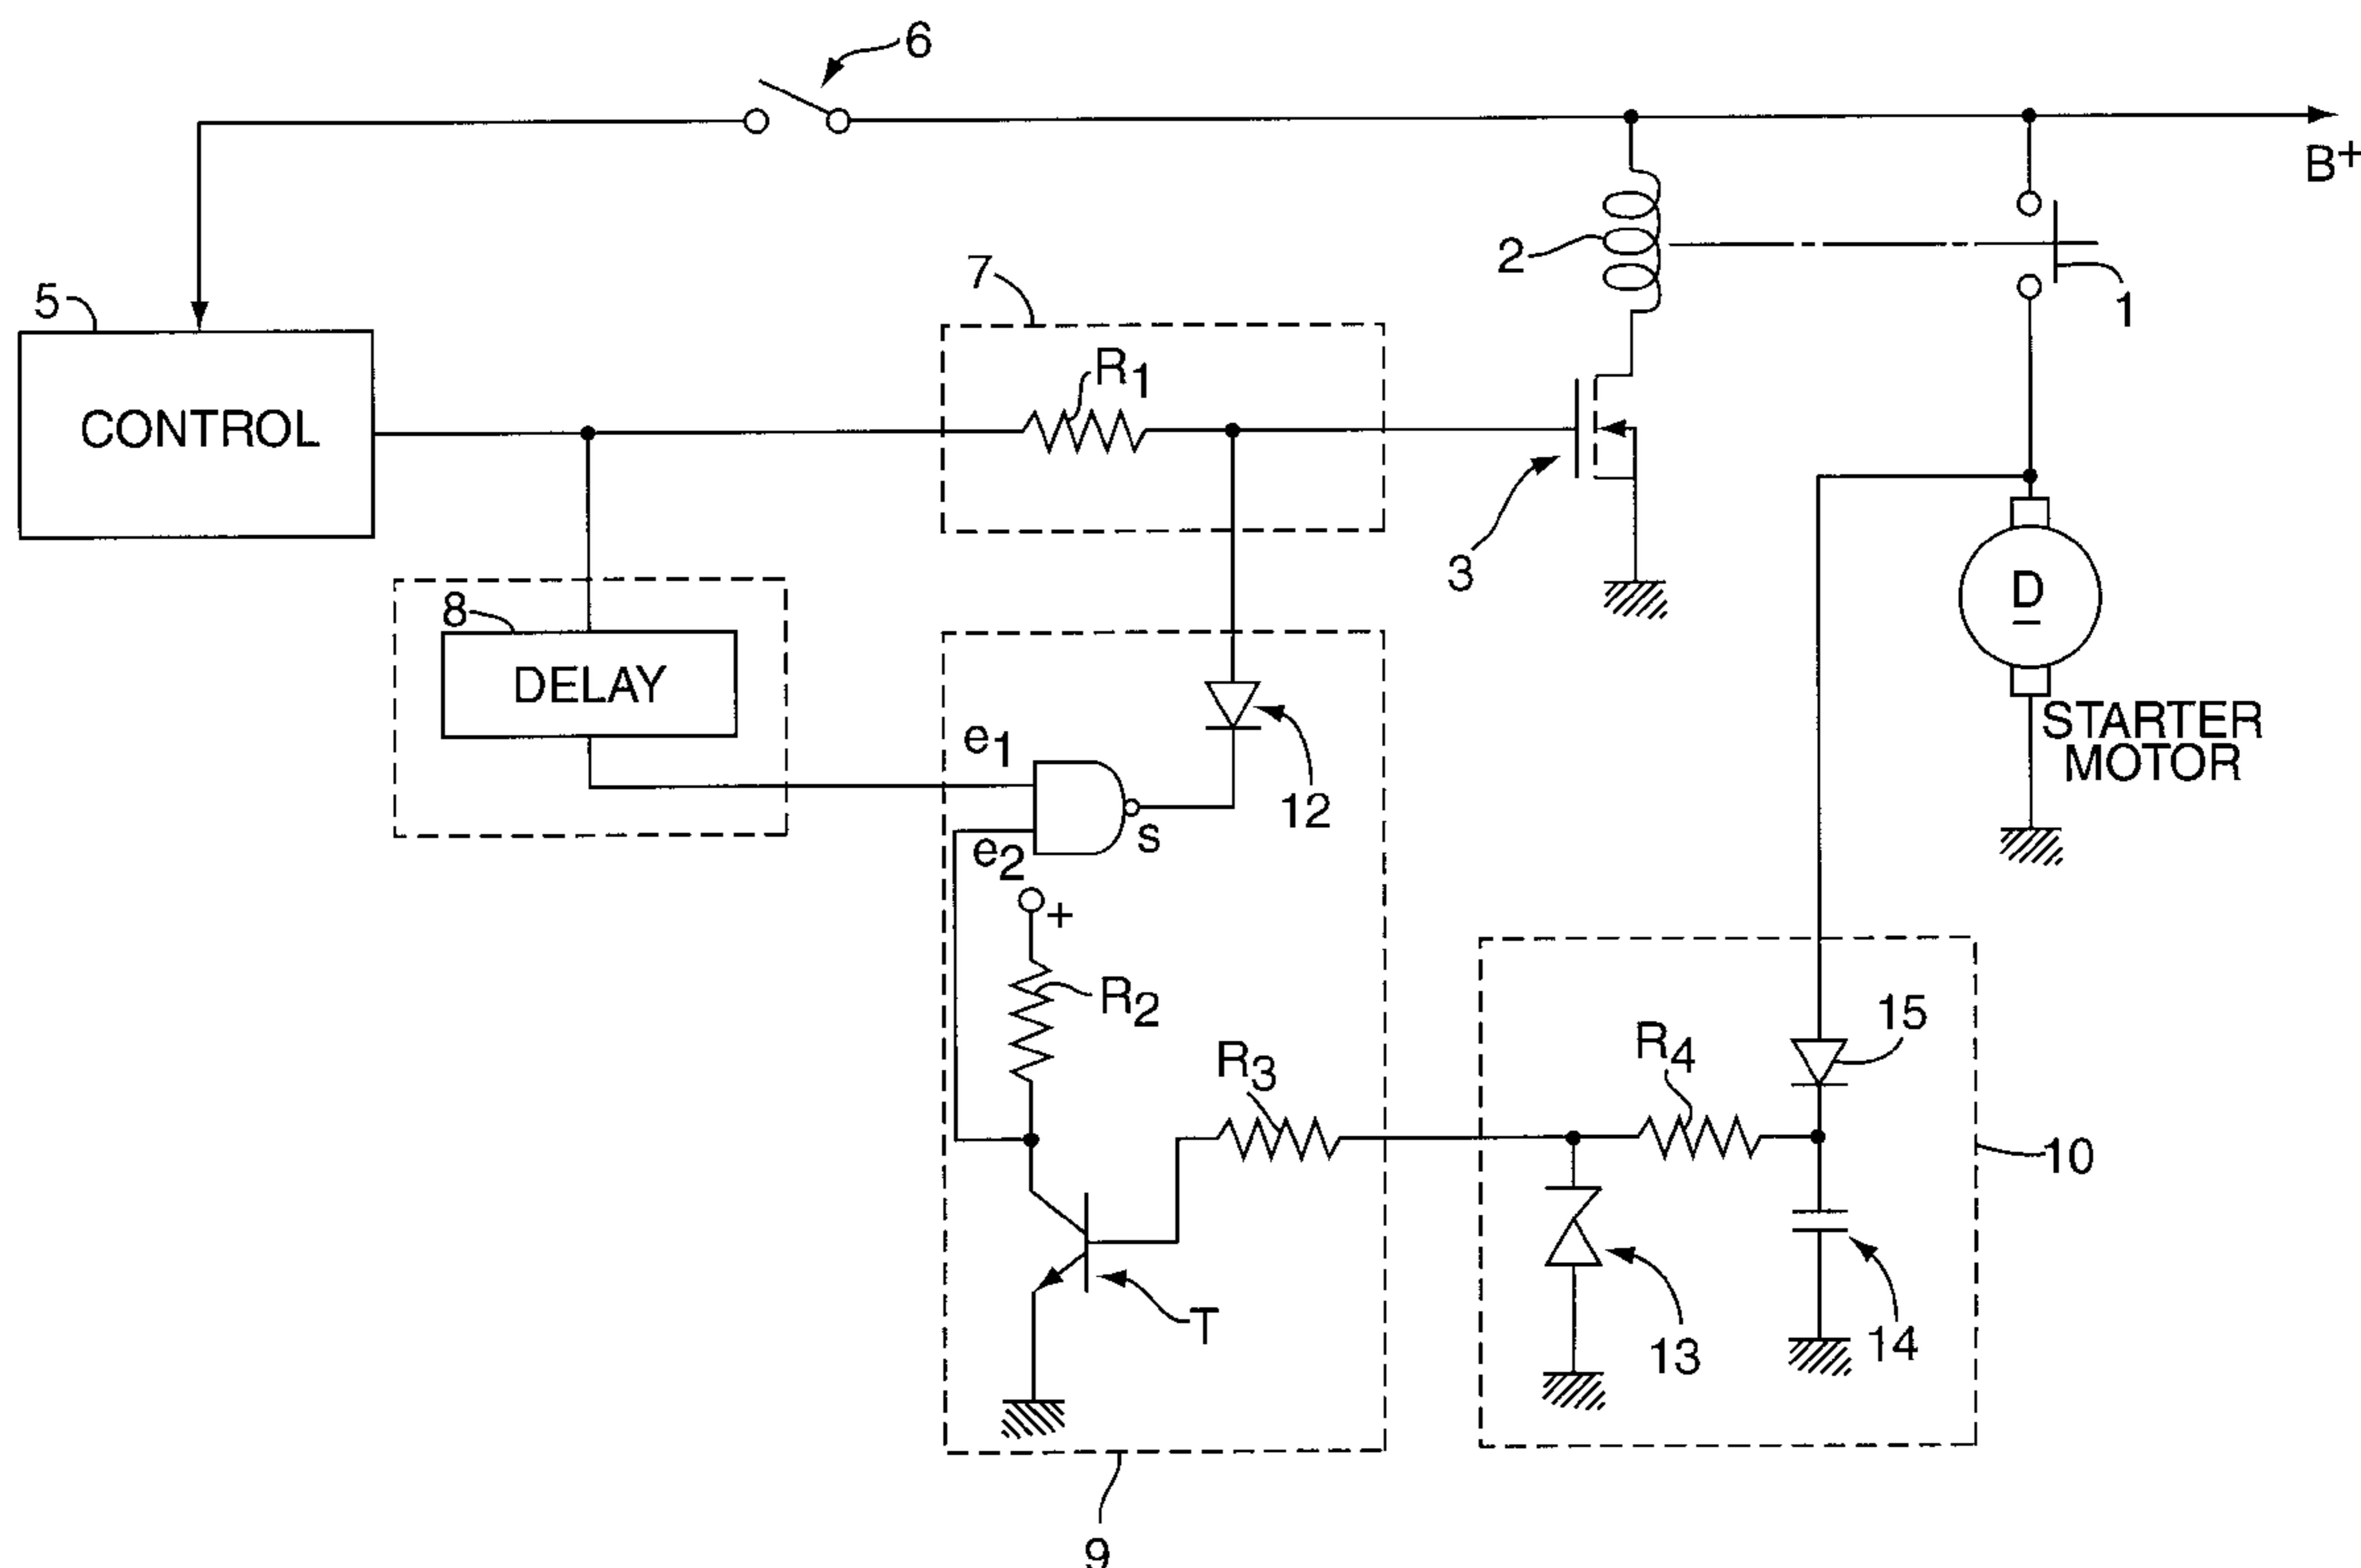 6
B+
2
1
7
5
R1
CONTROL
3
8
DELAY
D
STARTER
MOTOR
e1
12
s
e2
+
R2
15
R4
R3
10
T
13
14
9